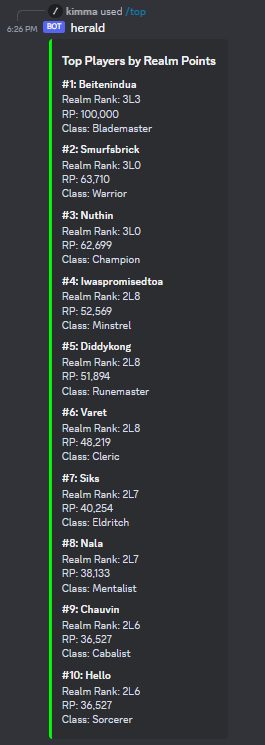 kimma used /top
6:26 PM BOT herald
Top Players by Realm Points
#1: Beitenindua
Realm Rank: 3L3
RP: 100,000
Class: Blademaster
#2: Smurfsbrick
Realm Rank: 3L0
RP: 63,710
Class: Warrior
#3: Nuthin
Realm Rank: 3L0
RP: 62,699
Class: Champion
#4: Iwaspromisedtoa
Realm Rank: 2L8
RP: 52,569
Class: Minstrel
#5: Diddykong
Realm Rank: 2L8
RP: 51,894
Class: Runemaster
#6: Varet
Realm Rank: 2L8
RP: 48,219
Class: Cleric
#7: Siks
Realm Rank: 2L7
RP: 40,254
Class: Eldritch
#8: Nala
Realm Rank: 2L7
RP: 38,133
Class: Mentalist
#9: Chauvin
Realm Rank: 2L6
RP: 36,527
Class: Cabalist
#10: Hello
Realm Rank: 2L6
RP: 36,527
Class: Sorcerer